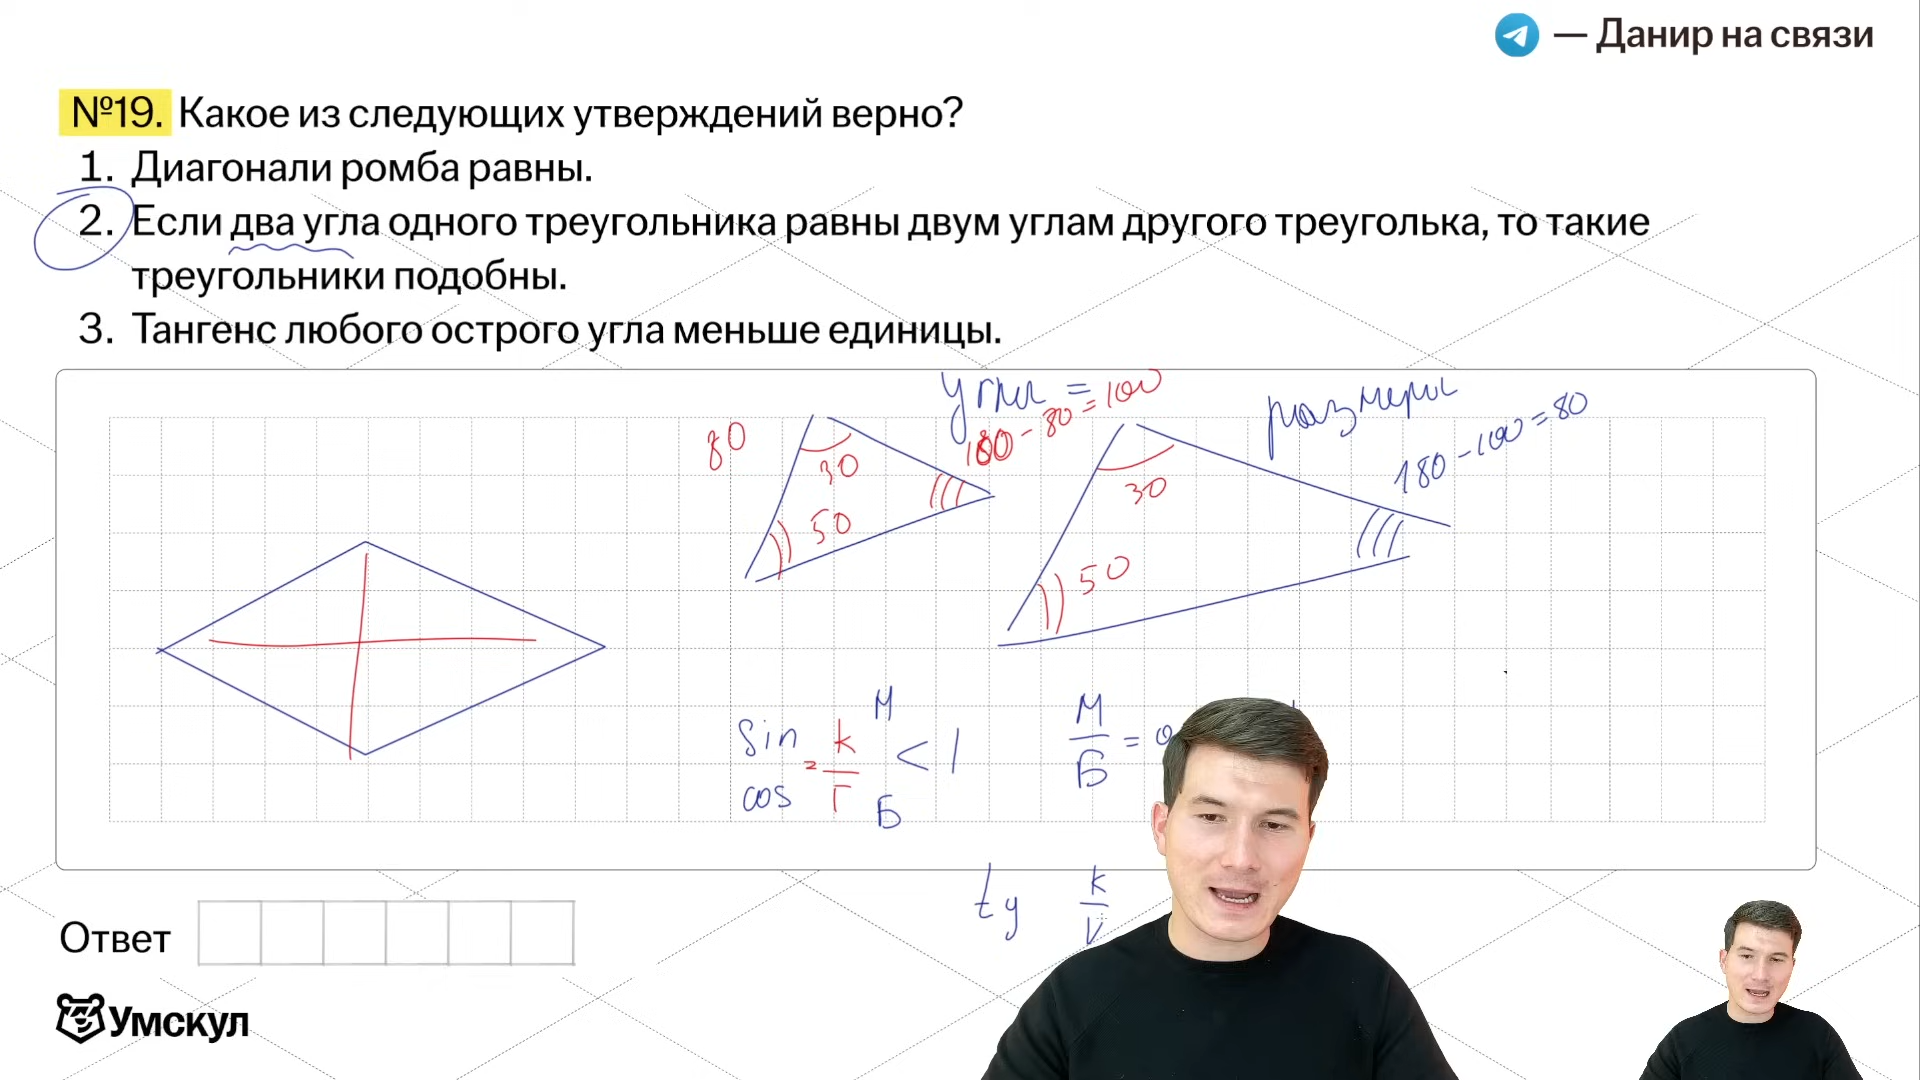 — Данир на связи
№19. Какое из следующих утверждений верно?
1. Диагонали ромба равны.
2. Если два угла одного треугольника равны двум углам другого треуголька, то такие
треугольники подобны.
3. Тангенс любого острого угла меньше единицы.
углы =
размеры
80
30
50
180 - 80 = 100
30
50
180 - 100 = 80
sin
cos
= k/Г
М
Б
< 1
М/Б =
tg
k
Ответ
Умскул